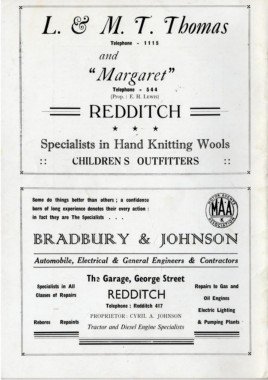 L. & M. T. Thomas
Telephone - 1115
and
"Margaret"
Telephone - 544
(Prop. : E. H. Lewis)
REDDITCH
* * *
Specialists in Hand Knitting Wools
:: CHILDRENS OUTFITTERS ::
Some do things better than others ; a confidence
born of long experience denotes their every action :
in fact they are The Specialists . . .
MAA
BRADBURY & JOHNSON
Automobile, Electrical & General Engineers & Contractors
The Garage, George Street
REDDITCH
Telephone : Redditch 417
PROPRIETOR : CYRIL A. JOHNSON
Tractor and Diesel Engine Specialists
Specialists in All
Classes of Repairs
Rebores Repaints
Repairs to Gas and
Oil Engines
Electric Lighting
& Pumping Plants